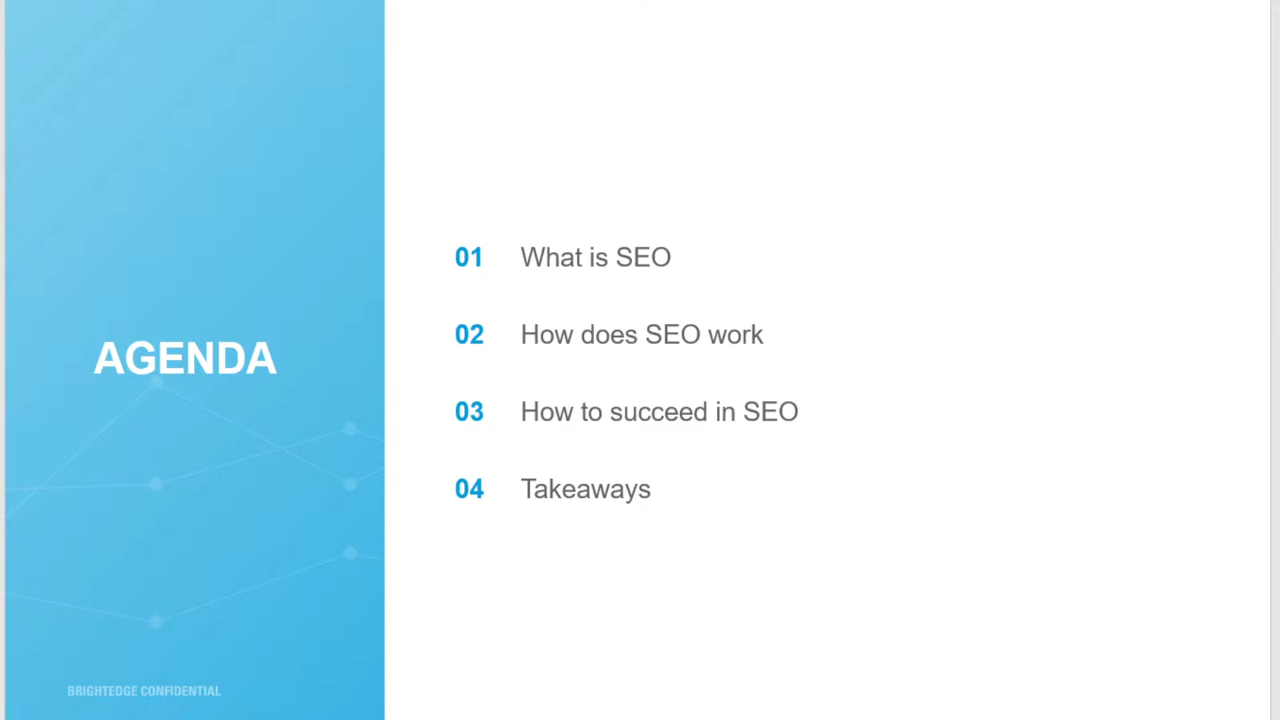 AGENDA
01 What is SEO
02 How does SEO work
03 How to succeed in SEO
04 Takeaways
BRIGHTEDGE CONFIDENTIAL